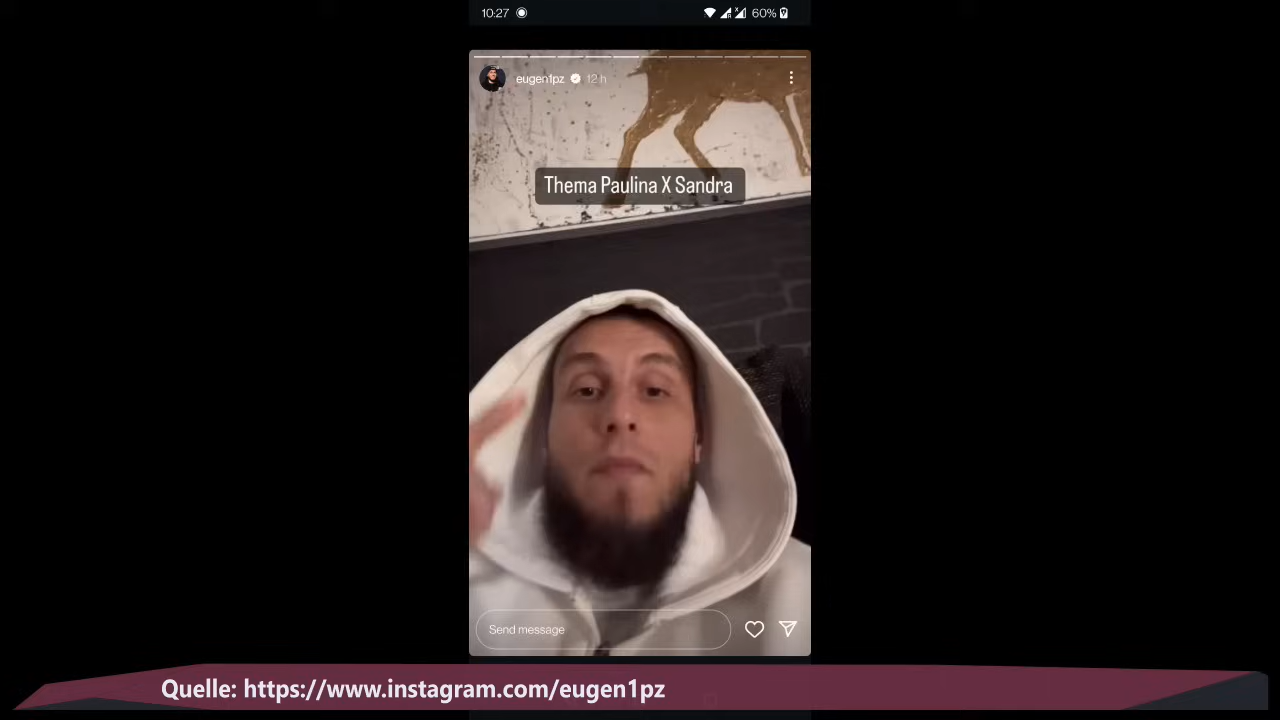 10:27
60%
eugen1pz 12 h
Thema Paulina X Sandra
Send message
Quelle: https://www.instagram.com/eugen1pz